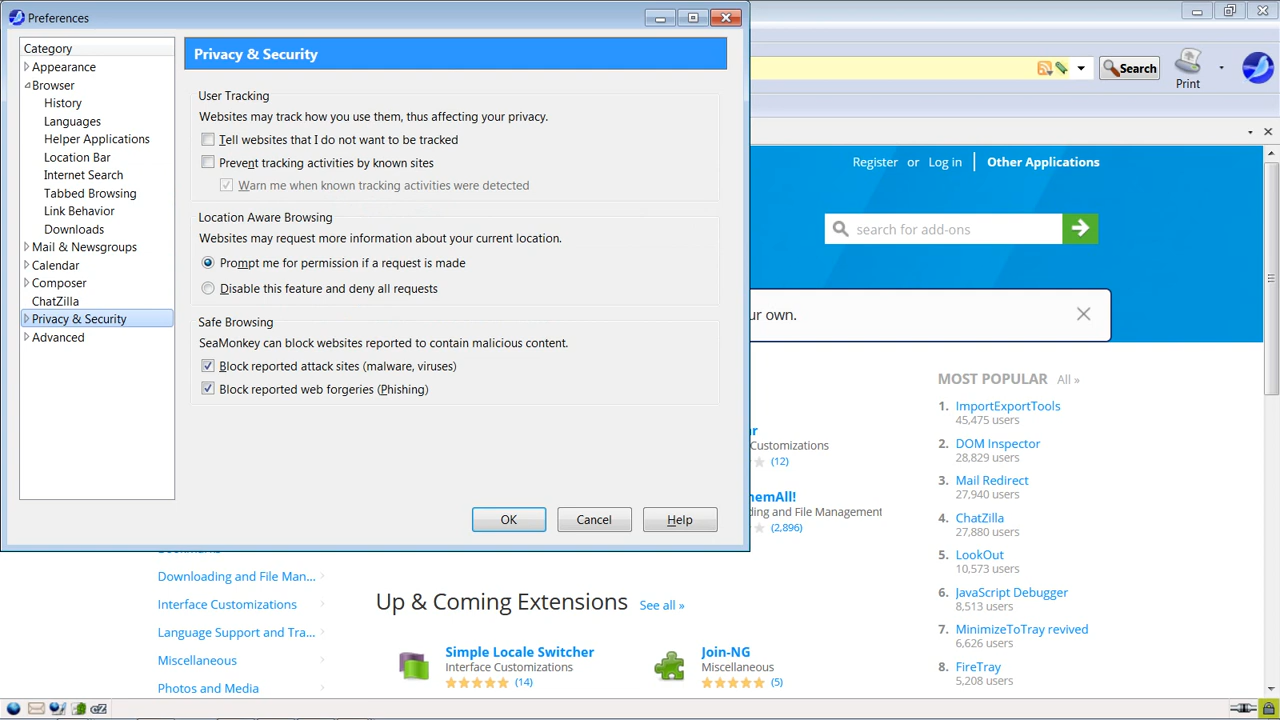 Preferences
Category
Appearance
Browser
History
Languages
Helper Applications
Location Bar
Internet Search
Tabbed Browsing
Link Behavior
Downloads
Mail & Newsgroups
Calendar
Composer
ChatZilla
Privacy & Security
Advanced
Privacy & Security
User Tracking
Websites may track how you use them, thus affecting your privacy.
Tell websites that I do not want to be tracked
Prevent tracking activities by known sites
Warn me when known tracking activities were detected
Location Aware Browsing
Websites may request more information about your current location.
Prompt me for permission if a request is made
Disable this feature and deny all requests
Safe Browsing
SeaMonkey can block websites reported to contain malicious content.
Block reported attack sites (malware, viruses)
Block reported web forgeries (Phishing)
OK Cancel Help
Search
Print
Register or Log in Other Applications
search for add-ons
ur own.
MOST POPULAR All »
1. ImportExportTools
45,475 users
2. DOM Inspector
28,829 users
3. Mail Redirect
27,940 users
4. ChatZilla
27,880 users
5. LookOut
10,573 users
6. JavaScript Debugger
8,513 users
7. MinimizeToTray revived
6,626 users
8. FireTray
5,208 users
Customizations
(12)
hemAll!
ding and File Management
(2,896)
Downloading and File Man...
Interface Customizations
Language Support and Tra...
Miscellaneous
Photos and Media
Up & Coming Extensions See all »
Simple Locale Switcher
Interface Customizations
(14)
Join-NG
Miscellaneous
(5)